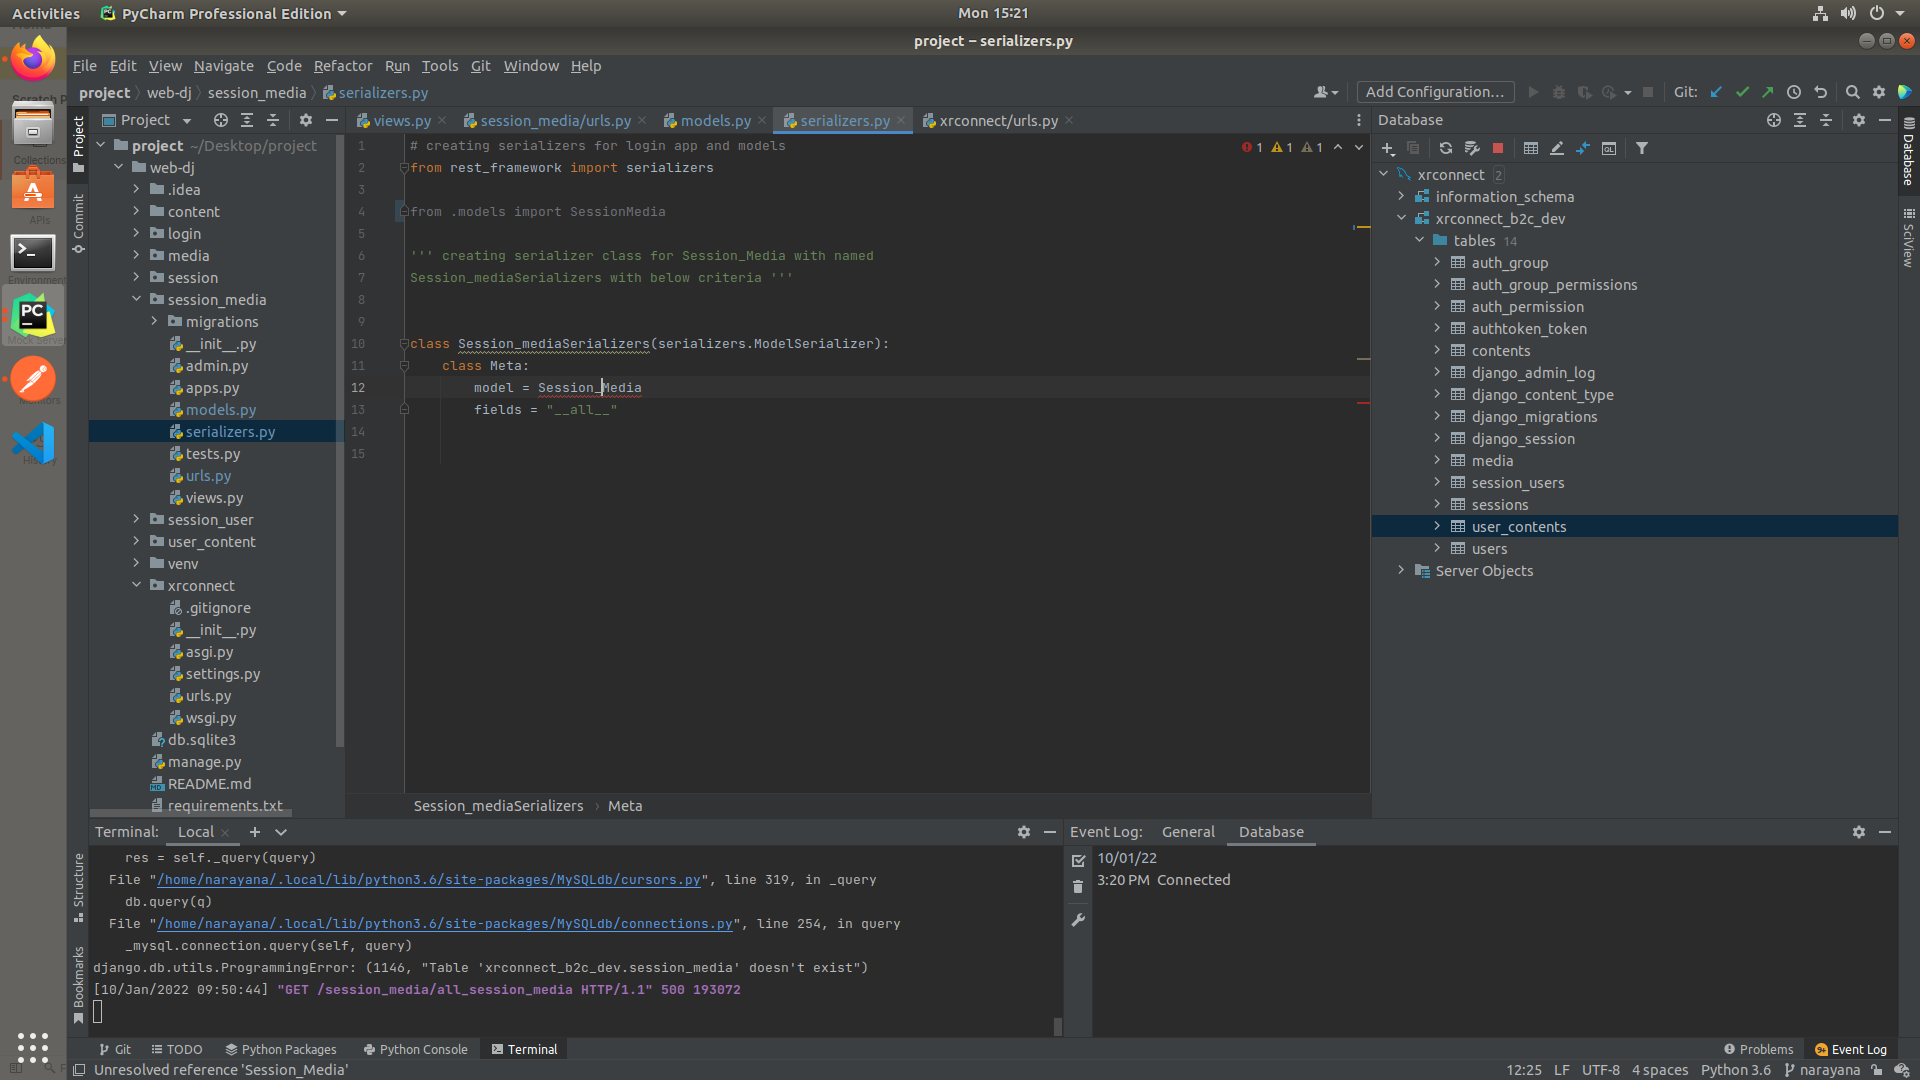 Activities
PyCharm Professional Edition
Mon 15:21
project – serializers.py
File Edit View Navigate Code Refactor Run Tools Git Window Help
project web-dj session_media serializers.py
Add Configuration...
Git:
Project
views.py
session_media/urls.py
models.py
serializers.py
xrconnect/urls.py
Database
Project
Commit
Structure
Bookmarks
project ~/Desktop/project
web-dj
.idea
content
login
media
session
session_media
migrations
__init__.py
admin.py
apps.py
models.py
serializers.py
tests.py
urls.py
views.py
session_user
user_content
venv
xrconnect
.gitignore
__init__.py
asgi.py
settings.py
urls.py
wsgi.py
db.sqlite3
manage.py
README.md
requirements.txt
1 # creating serializers for login app and models
2 from rest_framework import serializers
3
4 from .models import SessionMedia
5
6 ''' creating serializer class for Session_Media with named
7 Session_mediaSerializers with below criteria '''
8
9
10 class Session_mediaSerializers(serializers.ModelSerializer):
11 class Meta:
12 model = Session_Media
13 fields = "__all__"
14
15
1 1 1
Session_mediaSerializers › Meta
xrconnect 2
information_schema
xrconnect_b2c_dev
tables 14
auth_group
auth_group_permissions
auth_permission
authtoken_token
contents
django_admin_log
django_content_type
django_migrations
django_session
media
session_users
sessions
user_contents
users
Server Objects
Database
SciView
Terminal: Local
res = self._query(query)
File "/home/narayana/.local/lib/python3.6/site-packages/MySQLdb/cursors.py", line 319, in _query
db.query(q)
File "/home/narayana/.local/lib/python3.6/site-packages/MySQLdb/connections.py", line 254, in query
_mysql.connection.query(self, query)
django.db.utils.ProgrammingError: (1146, "Table 'xrconnect_b2c_dev.session_media' doesn't exist")
[10/Jan/2022 09:50:44] "GET /session_media/all_session_media HTTP/1.1" 500 193072
Event Log: General Database
10/01/22
3:20 PM Connected
Git TODO Python Packages Python Console Terminal
Problems
Event Log
Unresolved reference 'Session_Media'
12:25 LF UTF-8 4 spaces Python 3.6 narayana